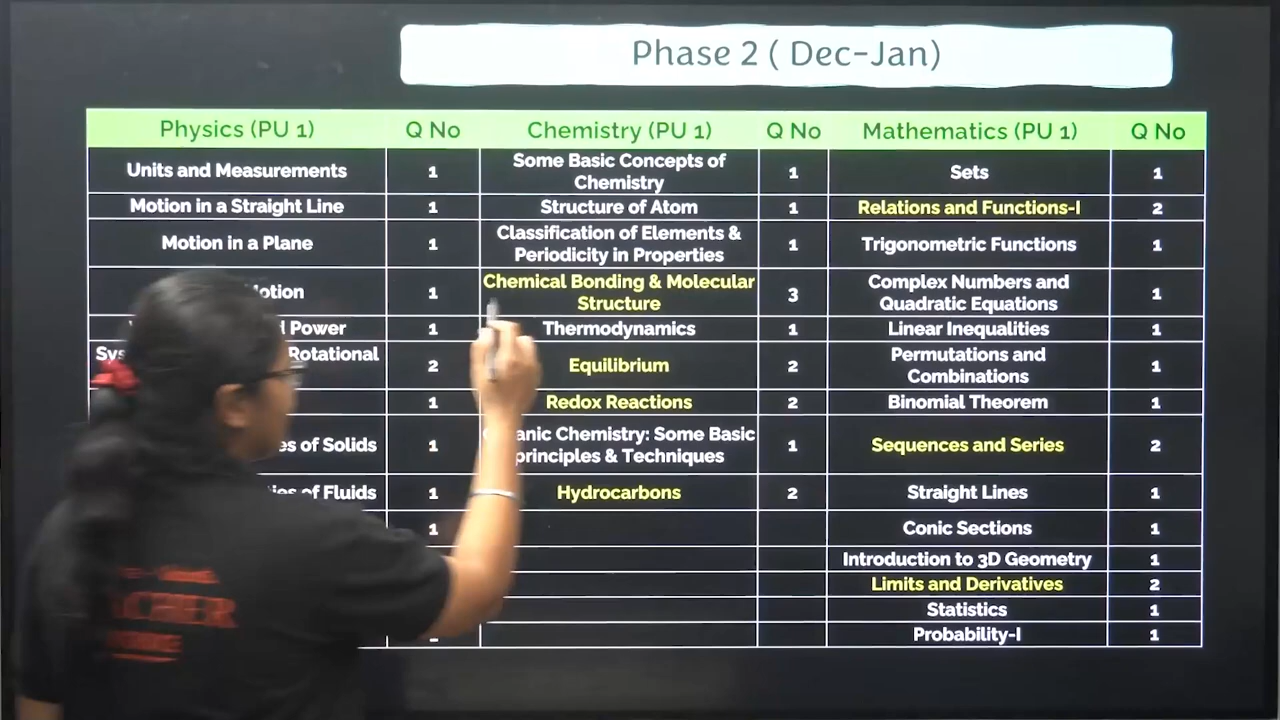 Phase 2 ( Dec-Jan)
Physics (PU 1) Q No Chemistry (PU 1) Q No Mathematics (PU 1) Q No
Units and Measurements 1 Some Basic Concepts of Chemistry 1 Sets 1
Motion in a Straight Line 1 Structure of Atom 1 Relations and Functions-I 2
Motion in a Plane 1 Classification of Elements & Periodicity in Properties 1 Trigonometric Functions 1
1 Chemical Bonding & Molecular Structure 3 Complex Numbers and Quadratic Equations 1
Power 1 Thermodynamics 1 Linear Inequalities 1
Rotational 2 Equilibrium 2 Permutations and Combinations 1
1 Redox Reactions 2 Binomial Theorem 1
of Solids 1 Chemistry: Some Basic principles & Techniques 1 Sequences and Series 2
of Fluids 1 Hydrocarbons 2 Straight Lines 1
1 Conic Sections 1
Introduction to 3D Geometry 1
Limits and Derivatives 2
Statistics 1
Probability-I 1